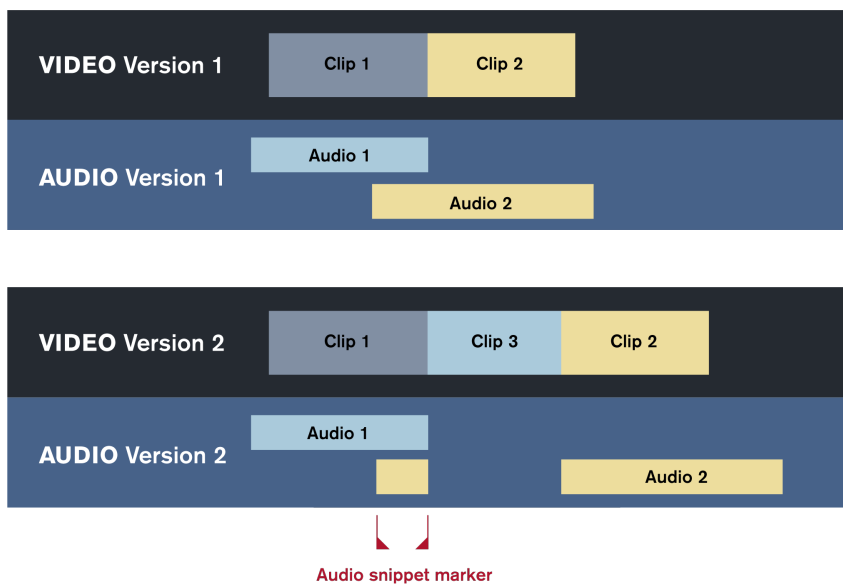 VIDEO Version 1
Clip 1
Clip 2
AUDIO Version 1
Audio 1
Audio 2
VIDEO Version 2
Clip 1
Clip 3
Clip 2
AUDIO Version 2
Audio 1
Audio 2
Audio snippet marker